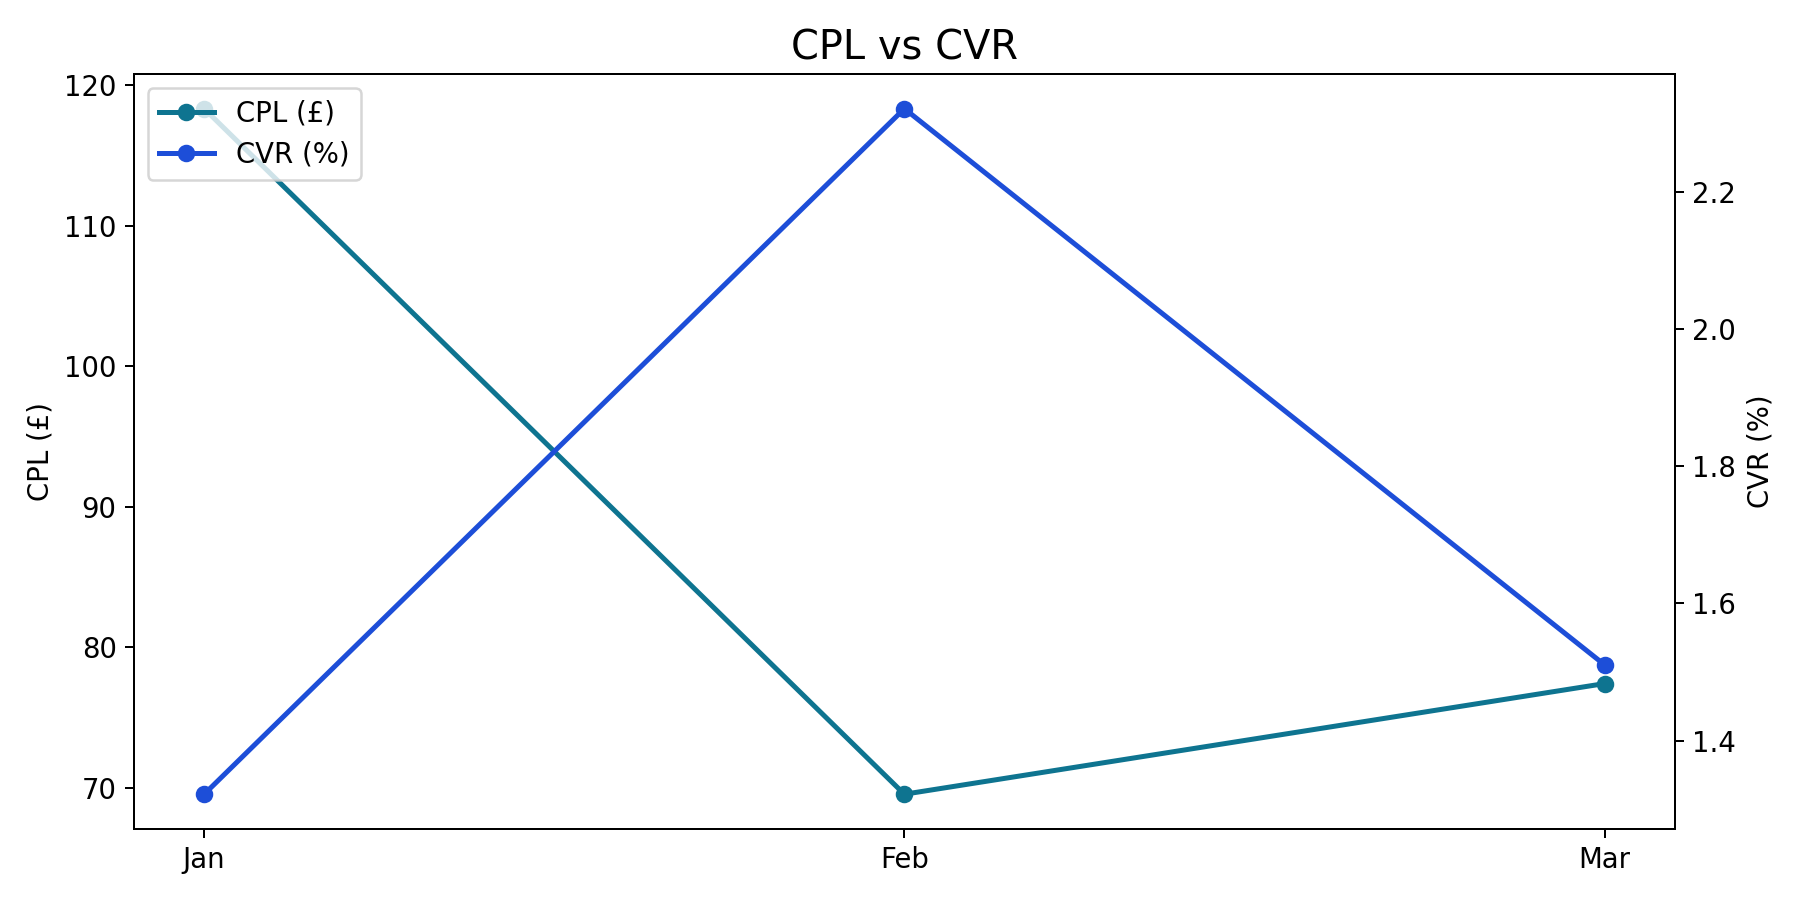 CPL vs CVR
120
110
100
90
80
70
CPL (£)
CPL (£)
CVR (%)
2.2
2.0
1.8
1.6
1.4
CVR (%)
Jan
Feb
Mar